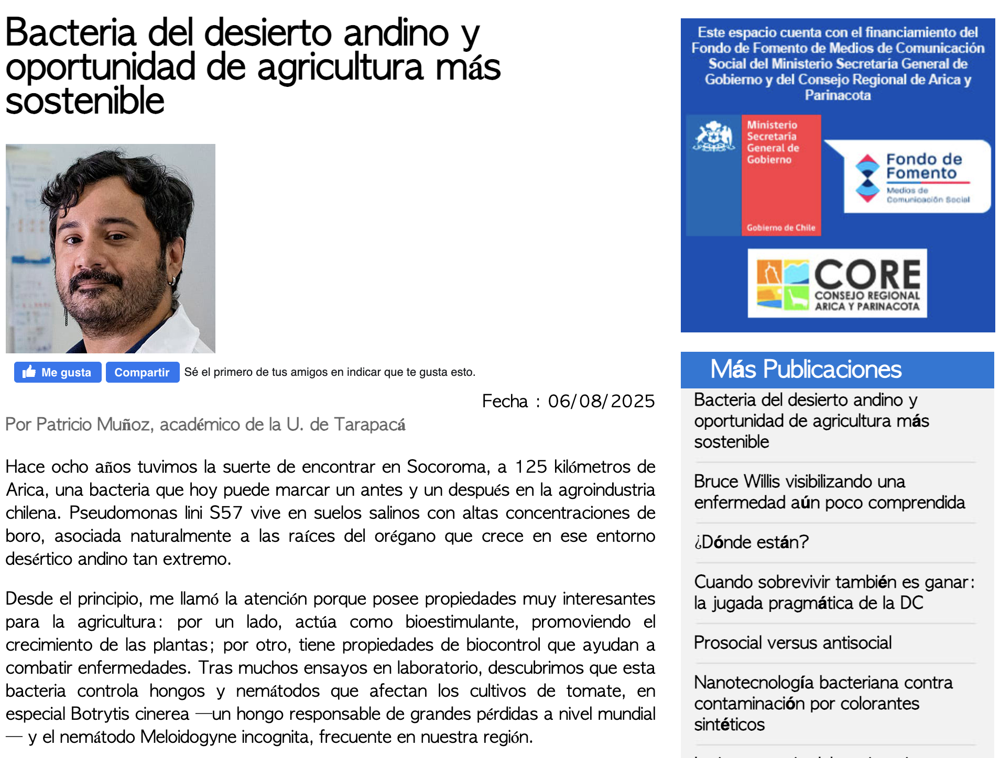 Bacteria del desierto andino y
oportunidad de agricultura más
sostenible
Me gusta Compartir Sé el primero de tus amigos en indicar que te gusta esto.
Fecha : 06/08/2025
Por Patricio Muñoz, académico de la U. de Tarapacá
Hace ocho años tuvimos la suerte de encontrar en Socoroma, a 125 kilómetros de
Arica, una bacteria que hoy puede marcar un antes y un después en la agroindustria
chilena. Pseudomonas lini S57 vive en suelos salinos con altas concentraciones de
boro, asociada naturalmente a las raíces del orégano que crece en ese entorno
desértico andino tan extremo.
Desde el principio, me llamó la atención porque posee propiedades muy interesantes
para la agricultura: por un lado, actúa como bioestimulante, promoviendo el
crecimiento de las plantas; por otro, tiene propiedades de biocontrol que ayudan a
combatir enfermedades. Tras muchos ensayos en laboratorio, descubrimos que esta
bacteria controla hongos y nemátodos que afectan los cultivos de tomate, en
especial Botrytis cinerea —un hongo responsable de grandes pérdidas a nivel mundial
— y el nemátodo Meloidogyne incognita, frecuente en nuestra región.
Este espacio cuenta con el financiamiento del
Fondo de Fomento de Medios de Comunicación
Social del Ministerio Secretaría General de
Gobierno y del Consejo Regional de Arica y
Parinacota
Ministerio
Secretaría
General de
Gobierno
Gobierno de Chile
Fondo de
Fomento
Medios de
Comunicación Social
CORE
CONSEJO REGIONAL
ARICA Y PARINACOTA
Más Publicaciones
Bacteria del desierto andino y
oportunidad de agricultura más
sostenible
Bruce Willis visibilizando una
enfermedad aún poco comprendida
¿Dónde están?
Cuando sobrevivir también es ganar:
la jugada pragmática de la DC
Prosocial versus antisocial
Nanotecnología bacteriana contra
contaminación por colorantes
sintéticos